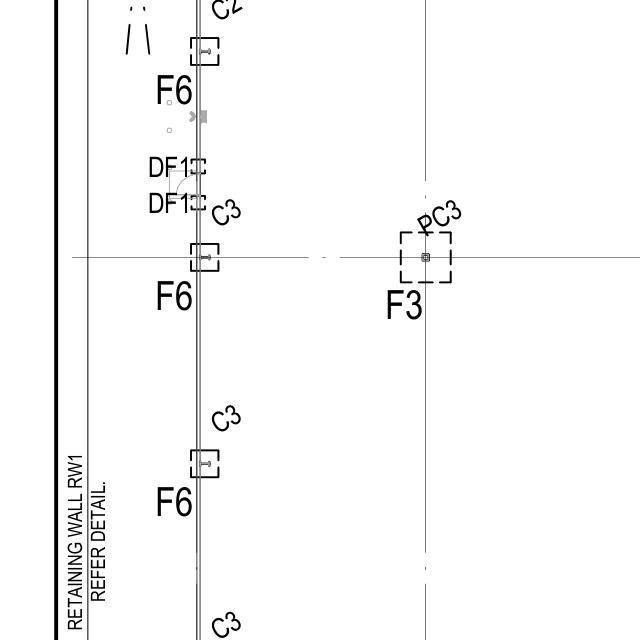 C2
F6
DF1
DF1
C3
PC3
F6
F3
C3
F6
RETAINING WALL RW1
REFER DETAIL.
C3